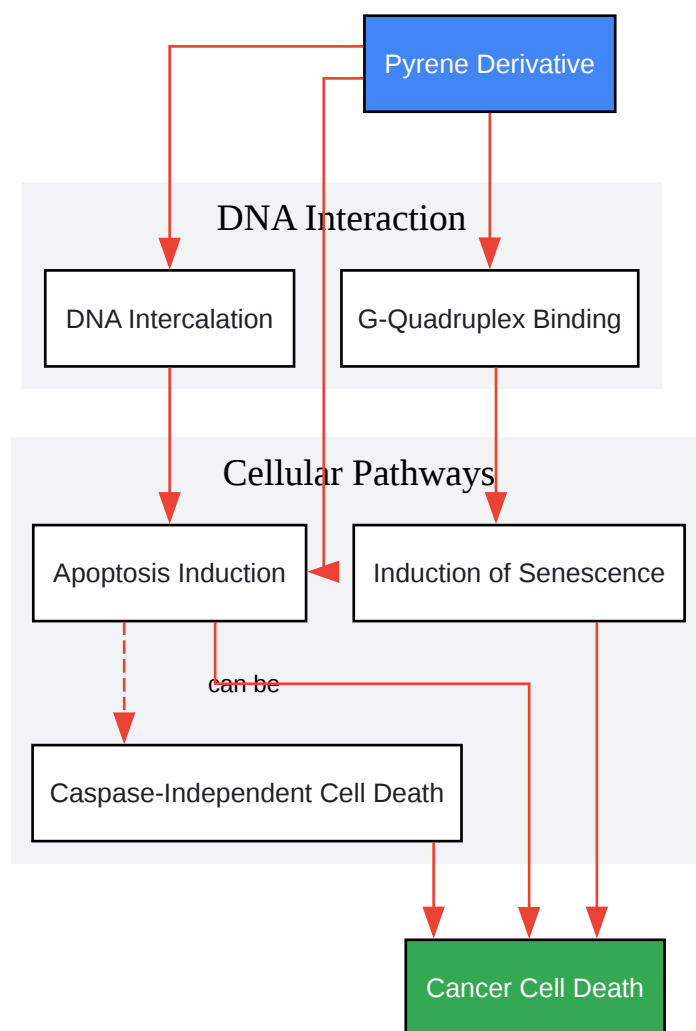 Pyrene Derivative
DNA Interaction
DNA Intercalation
G-Quadruplex Binding
Cellular Pathways
Apoptosis Induction
Induction of Senescence
can be
Caspase-Independent Cell Death
Cancer Cell Death